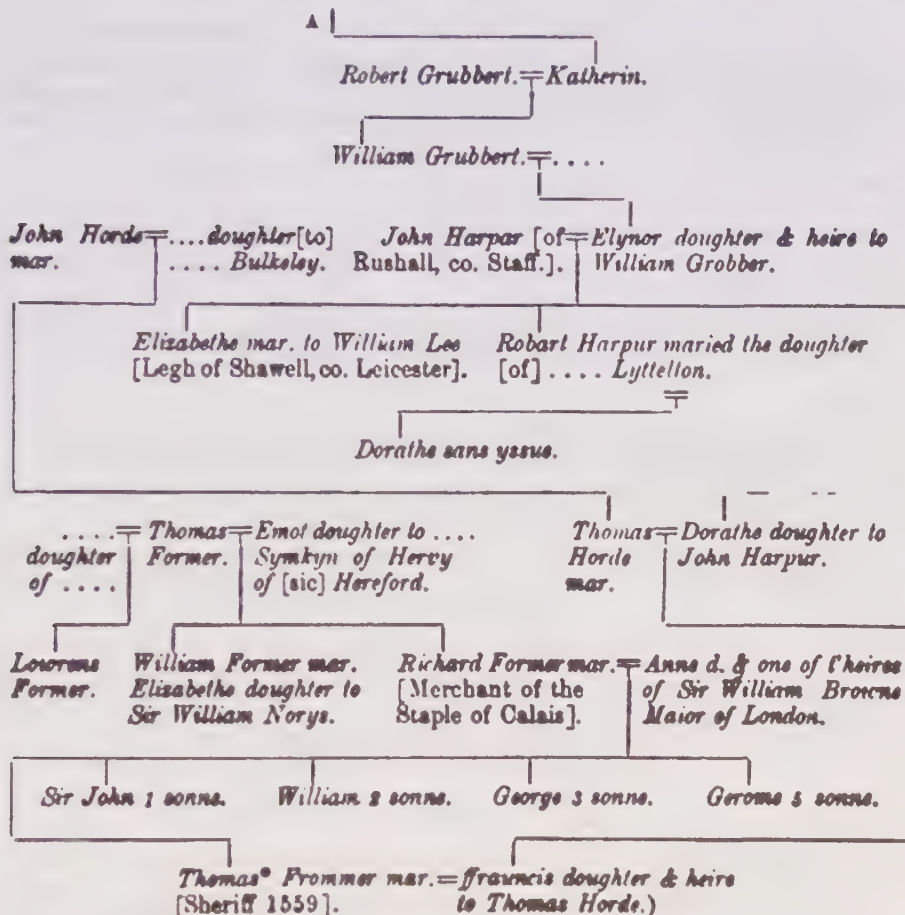 A
Robert Grubbert. = Katherin.
William Grubbert. = . . . .
John Horde = . . . . doughter [to] John Harpar [of = Elynor doughter & heire to
mar. . . . . Bulkeley. Rushall, co. Staff.]. William Grobber.
Elizabethe mar. to William Lee Robart Harpur maried the doughter
[Legh of Shawell, co. Leicester]. [of] . . . . Lyttelton.
Dorathe sans yssue.
. . . . = Thomas = Emot doughter to . . . . Thomas = Dorathe doughter to
doughter Former. Symkyn of Hervy Horde John Harpur.
of . . . . of [sic] Hereford. mar.
Lowrens William Former mar. Richard Former mar. = Anne d. & one of t'heires
Former. Elizabethe doughter to [Merchant of the of Sir William Browne
Sir William Norys. Staple of Calais]. Maior of London.
Sir John 1 sonne. William 2 sonne. George 3 sonne. Gerome 5 sonne.
Thomas* Frommer mar. = ffrauncis doughter & heire
[Sheriff 1559]. to Thomas Horde.)